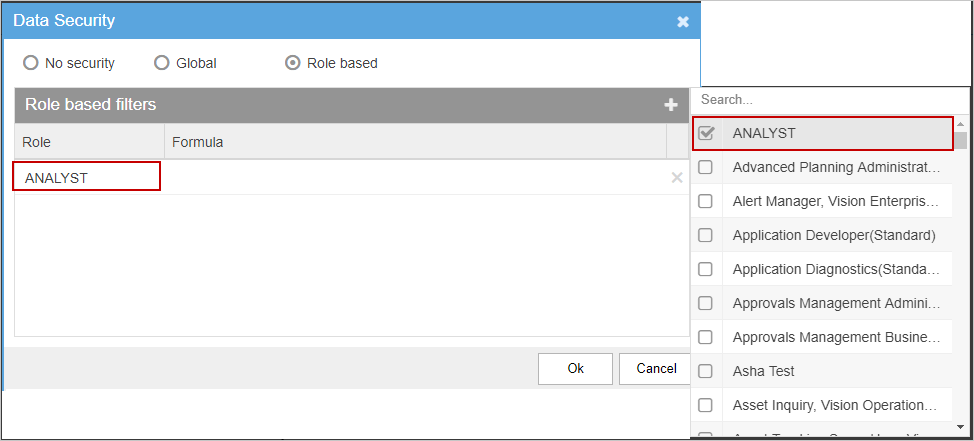 Data Security
No security
Global
Role based
Role based filters
Role
Formula
ANALYST
Ok
Cancel
Search...
ANALYST
Advanced Planning Administrat...
Alert Manager, Vision Enterpris...
Application Developer(Standard)
Application Diagnostics(Standa...
Approvals Management Admini...
Approvals Management Busine...
Asha Test
Asset Inquiry, Vision Operation...